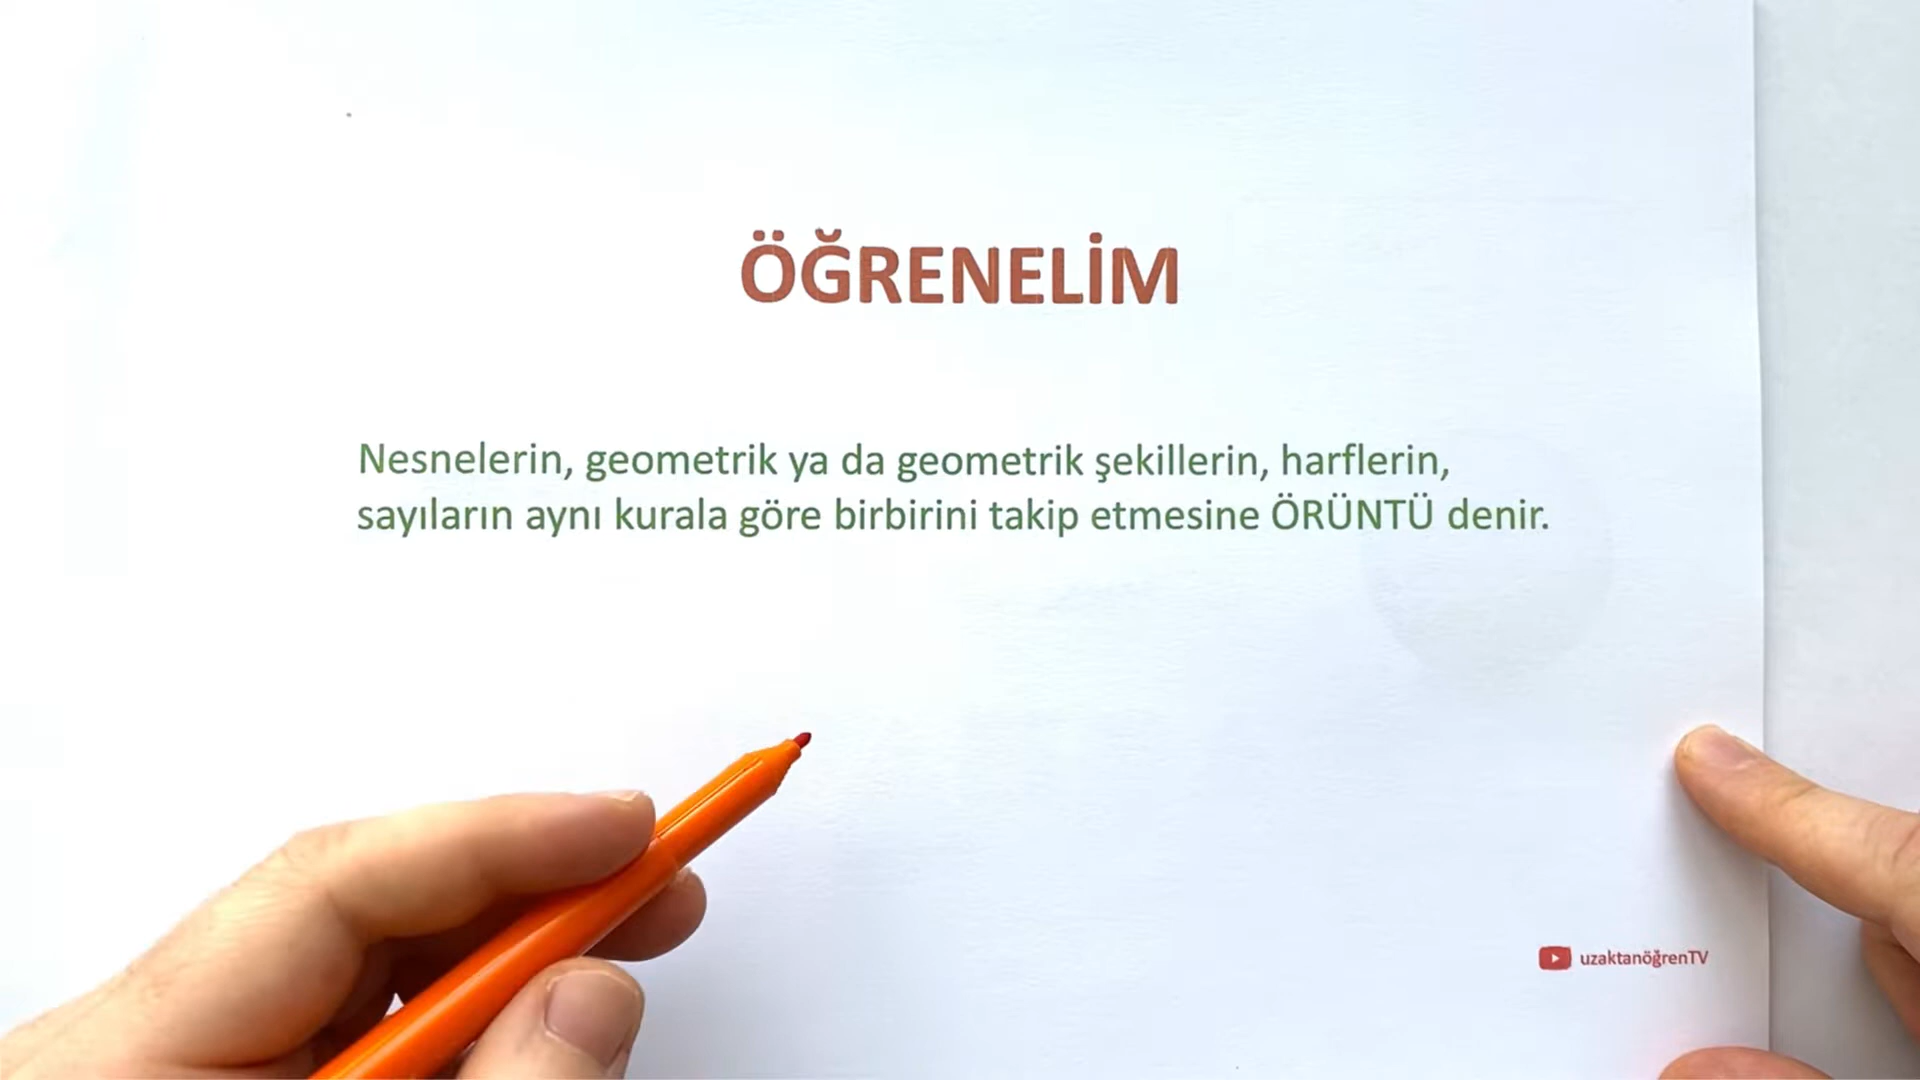 ÖĞRENELİM
Nesnelerin, geometrik ya da geometrik şekillerin, harflerin,
sayıların aynı kurala göre birbirini takip etmesine ÖRÜNTÜ denir.
uzaktanöğrenTV